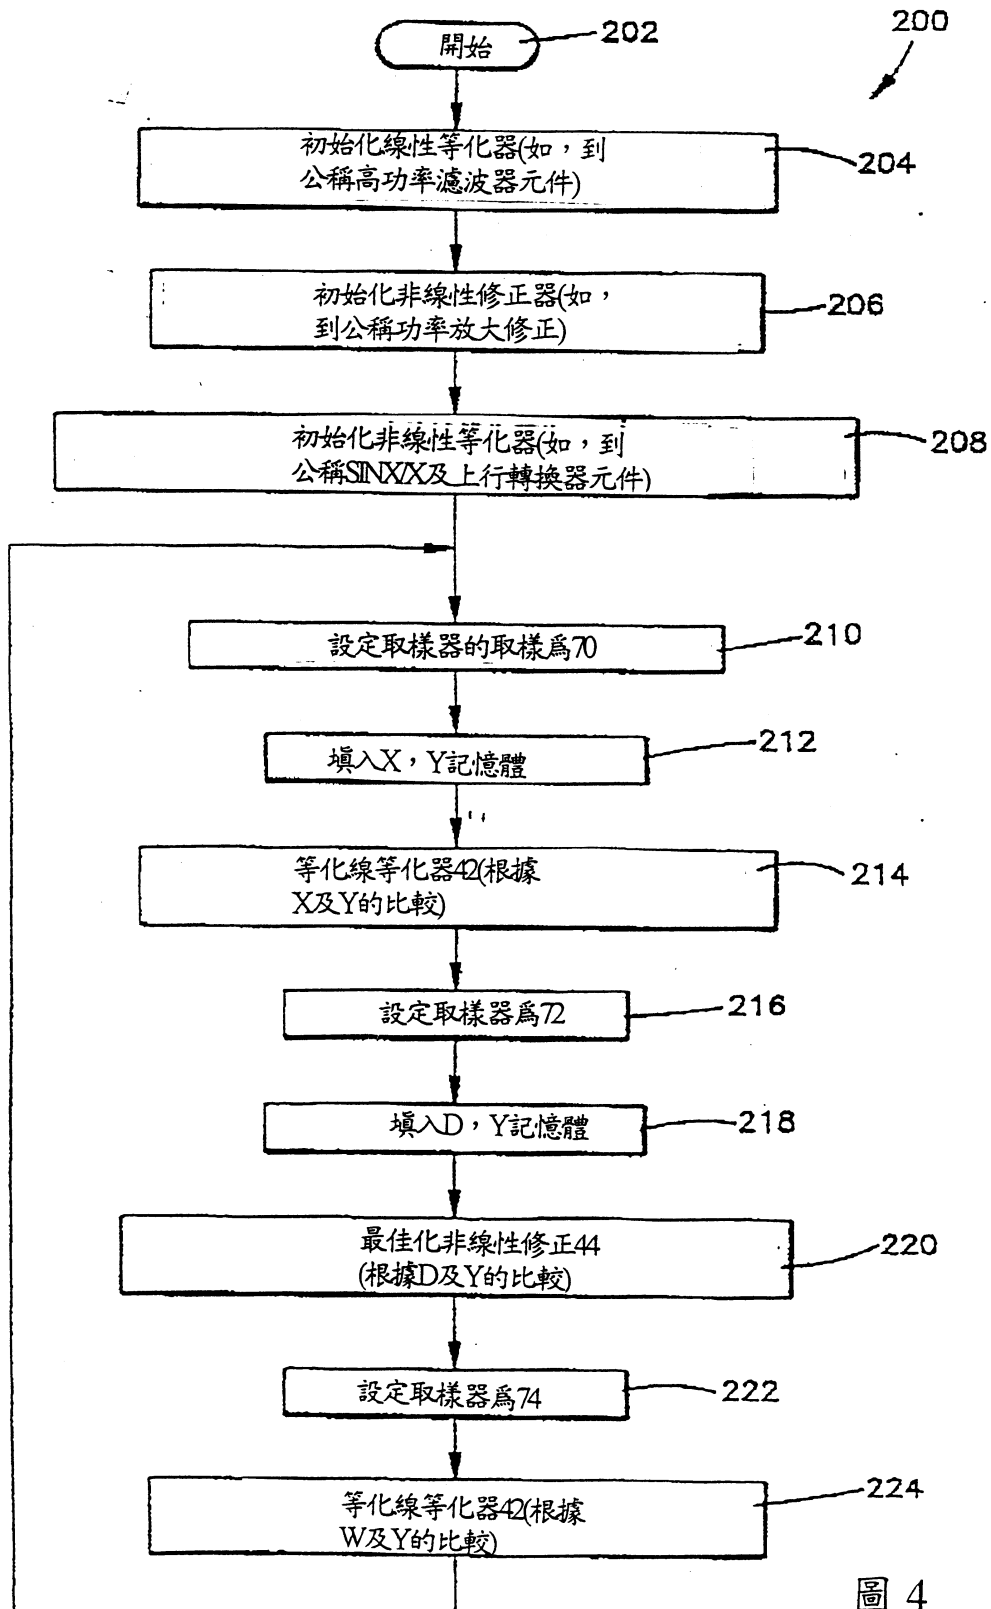 200
開始
202
初始化線性等化器(如，到
公稱高功率濾波器元件)
204
初始化非線性修正器(如，
到公稱功率放大修正)
206
初始化非線性等化器(如，到
公稱SINX/X及上行轉換器元件)
208
設定取樣器的取樣爲70
210
填入X，Y記憶體
212
等化線等化器42(根據
X及Y的比較)
214
設定取樣器爲72
216
填入D，Y記憶體
218
最佳化非線性修正44
(根據D及Y的比較)
220
設定取樣器爲74
222
等化線等化器42(根據
W及Y的比較)
224
圖 4